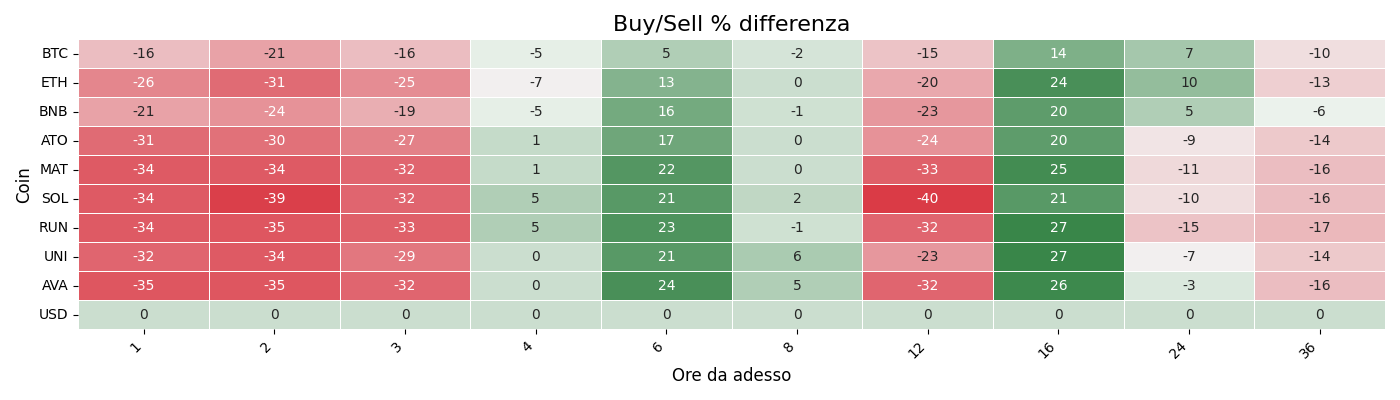 Buy/Sell % differenza
Coin
BTC -16 -21 -16 -5 5 -2 -15 14 7 -10
ETH -26 -31 -25 -7 13 0 -20 24 10 -13
BNB -21 -24 -19 -5 16 -1 -23 20 5 -6
ATO -31 -30 -27 1 17 0 -24 20 -9 -14
MAT -34 -34 -32 1 22 0 -33 25 -11 -16
SOL -34 -39 -32 5 21 2 -40 21 -10 -16
RUN -34 -35 -33 5 23 -1 -32 27 -15 -17
UNI -32 -34 -29 0 21 6 -23 27 -7 -14
AVA -35 -35 -32 0 24 5 -32 26 -3 -16
USD 0 0 0 0 0 0 0 0 0 0
1 2 3 4 6 8 12 16 24 36
Ore da adesso